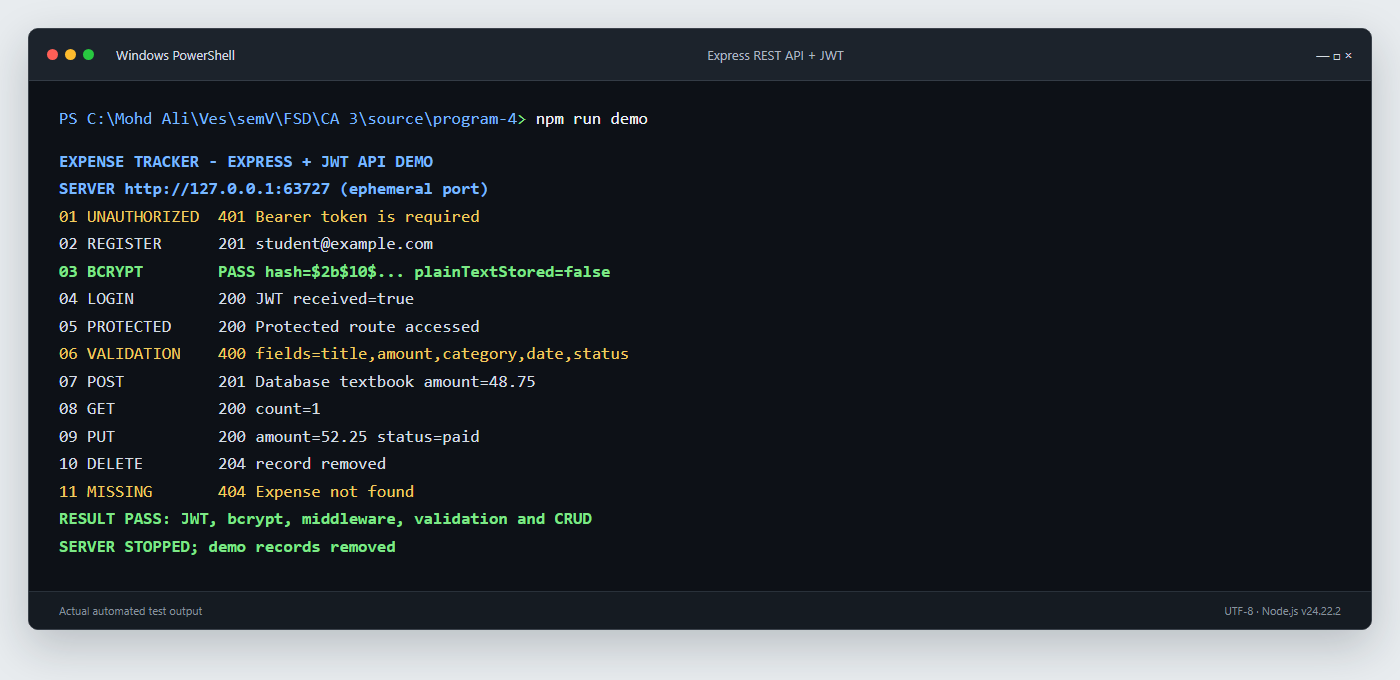 Windows PowerShell
Express REST API + JWT
PS C:\Mohd Ali\Ves\semV\FSD\CA 3\source\program-4> npm run demo
EXPENSE TRACKER - EXPRESS + JWT API DEMO
SERVER http://127.0.0.1:63727 (ephemeral port)
01 UNAUTHORIZED  401 Bearer token is required
02 REGISTER      201 student@example.com
03 BCRYPT        PASS hash=$2b$10$... plainTextStored=false
04 LOGIN         200 JWT received=true
05 PROTECTED     200 Protected route accessed
06 VALIDATION    400 fields=title,amount,category,date,status
07 POST          201 Database textbook amount=48.75
08 GET           200 count=1
09 PUT           200 amount=52.25 status=paid
10 DELETE        204 record removed
11 MISSING       404 Expense not found
RESULT PASS: JWT, bcrypt, middleware, validation and CRUD
SERVER STOPPED; demo records removed
Actual automated test output
UTF-8 · Node.js v24.22.2